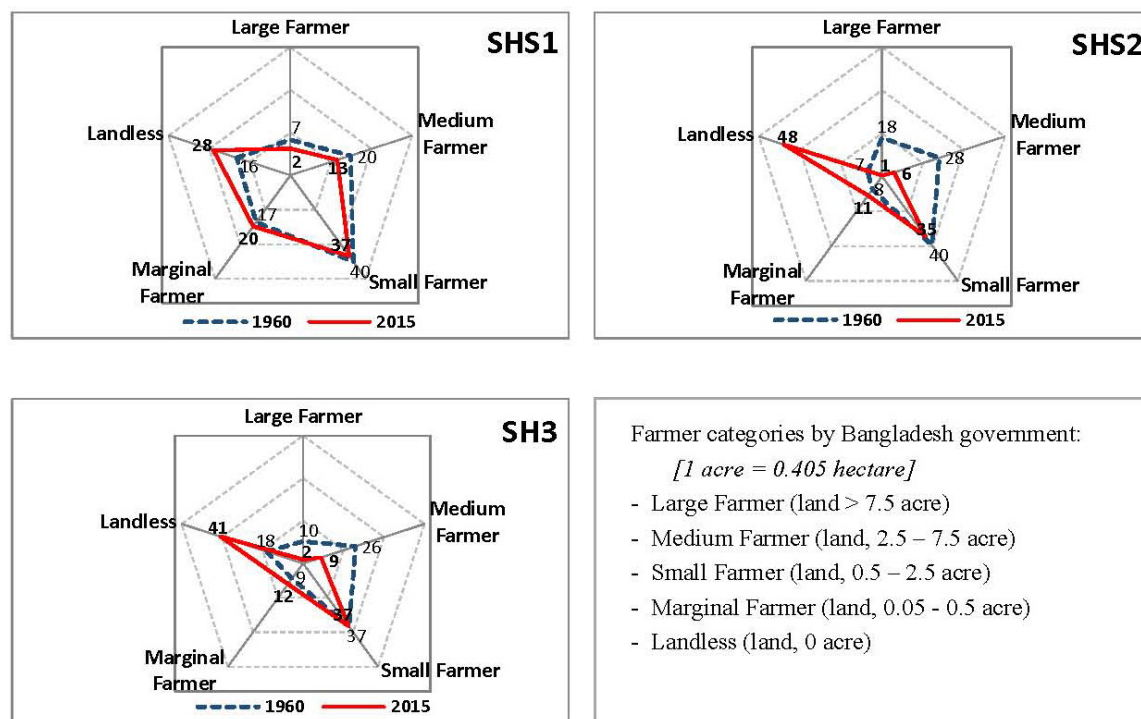 SHS1
Large Farmer
Medium
Farmer
Small Farmer
Marginal
Farmer
Landless
7
20
40
17
16
2
13
37
20
28
1960
2015
SHS2
Large Farmer
Medium
Farmer
Small Farmer
Marginal
Farmer
Landless
18
28
40
8
7
1
6
35
11
48
1960
2015
SH3
Large Farmer
Medium
Farmer
Small Farmer
Marginal
Farmer
Landless
10
26
37
9
18
2
9
37
12
41
1960
2015
Farmer categories by Bangladesh government:
[1 acre = 0.405 hectare]
- Large Farmer (land > 7.5 acre)
- Medium Farmer (land, 2.5 – 7.5 acre)
- Small Farmer (land, 0.5 – 2.5 acre)
- Marginal Farmer (land, 0.05 - 0.5 acre)
- Landless (land, 0 acre)